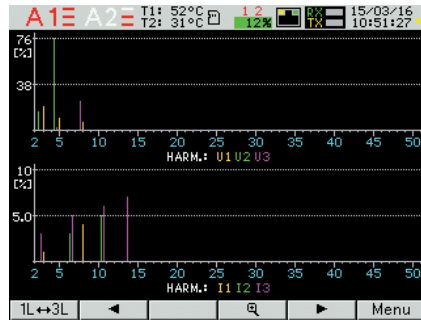 A1 A2 T1: 52°C 1 2 RX 15/03/16
T2: 31°C 12% TX 10:51:27
76
[%]
38
2 5 10 15 20 25 30 35 40 45 50
HARM.: U1 U2 U3
10
[%]
5.0
2 5 10 15 20 25 30 35 40 45 50
HARM.: I1 I2 I3
1L↔3L Menu